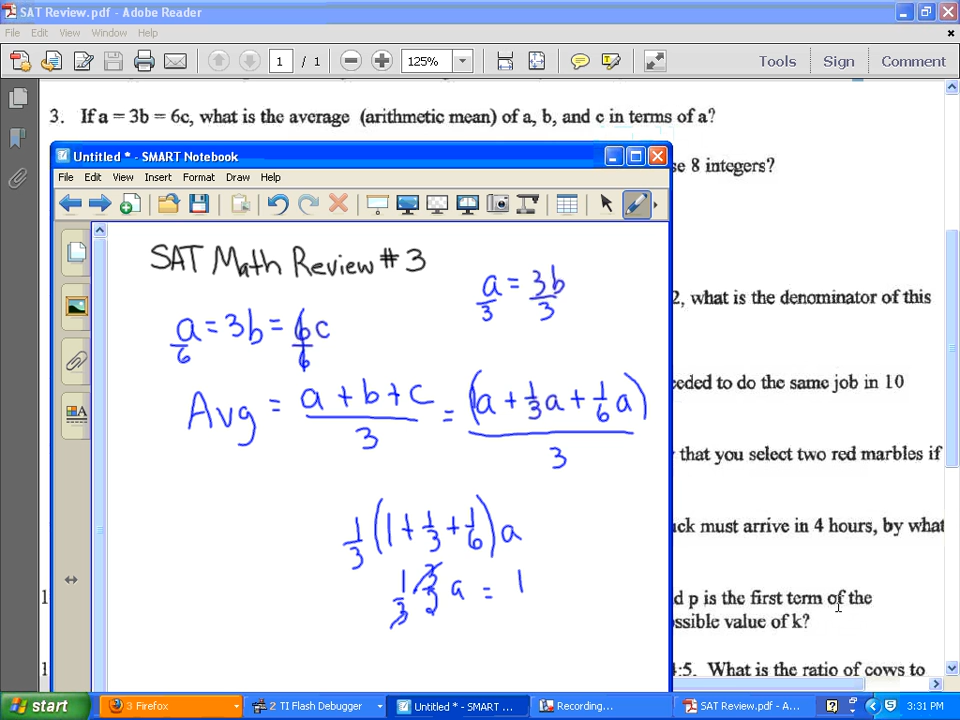 SAT Review.pdf - Adobe Reader
File Edit View Window Help
1 / 1 125% Tools Sign Comment
3. If a = 3b = 6c, what is the average (arithmetic mean) of a, b, and c in terms of a?
se 8 integers?
Untitled * - SMART Notebook
File Edit View Insert Format Draw Help
SAT Math Review # 3
a = 3b
3 3
2, what is the denominator of this
a = 3b = 6c
6 6
eded to do the same job in 10
Avg = a + b + c = (1a + 1/3 a + 1/6 a)
3 3
that you select two red marbles if
1/3 (1 + 1/3 + 1/6) a
ck must arrive in 4 hours, by what
1/3 · 3/2 a = 1
1
d p is the first term of the
ossible value of k?
1
4:5. What is the ratio of cows to
start 3 Firefox 2 TI Flash Debugger Untitled * - SMART ... Recording... SAT Review.pdf - A... 3:31 PM